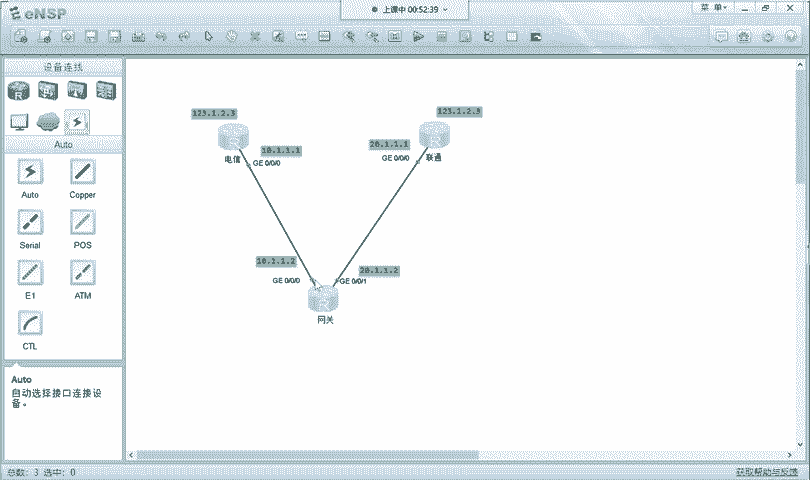 eNSP
上课中 00:52:39
菜 单
设备连线
Auto
Auto
Copper
Serial
POS
E1
ATM
CTL
Auto
自动选择接口连接设
备。
123.1.2.3
电信
10.1.1.1
GE 0/0/0
123.1.2.3
20.1.1.1
GE 0/0/0
联通
10.1.1.2
GE 0/0/0
20.1.1.2
GE 0/0/1
网关
总数: 3 选中: 0
获取帮助与反馈